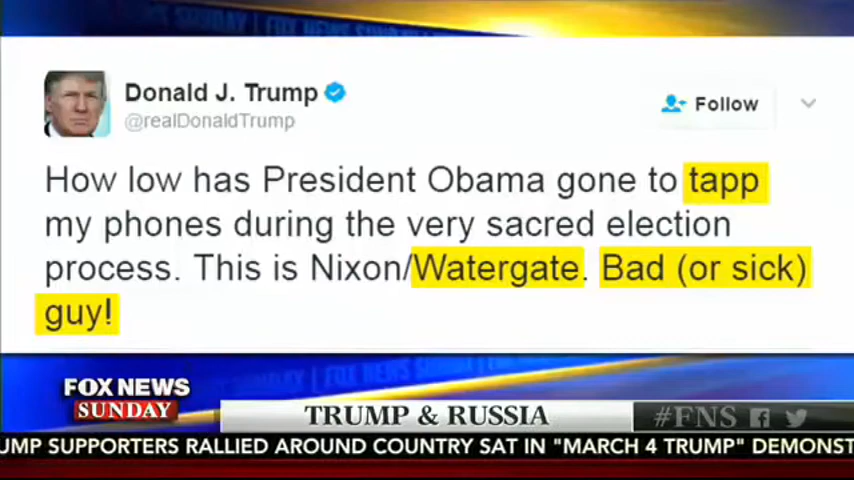 Donald J. Trump
@realDonaldTrump
Follow
How low has President Obama gone to tapp
my phones during the very sacred election
process. This is Nixon/Watergate. Bad (or sick)
guy!
FOX NEWS
SUNDAY
TRUMP & RUSSIA
#FNS
UMP SUPPORTERS RALLIED AROUND COUNTRY SAT IN "MARCH 4 TRUMP" DEMONST